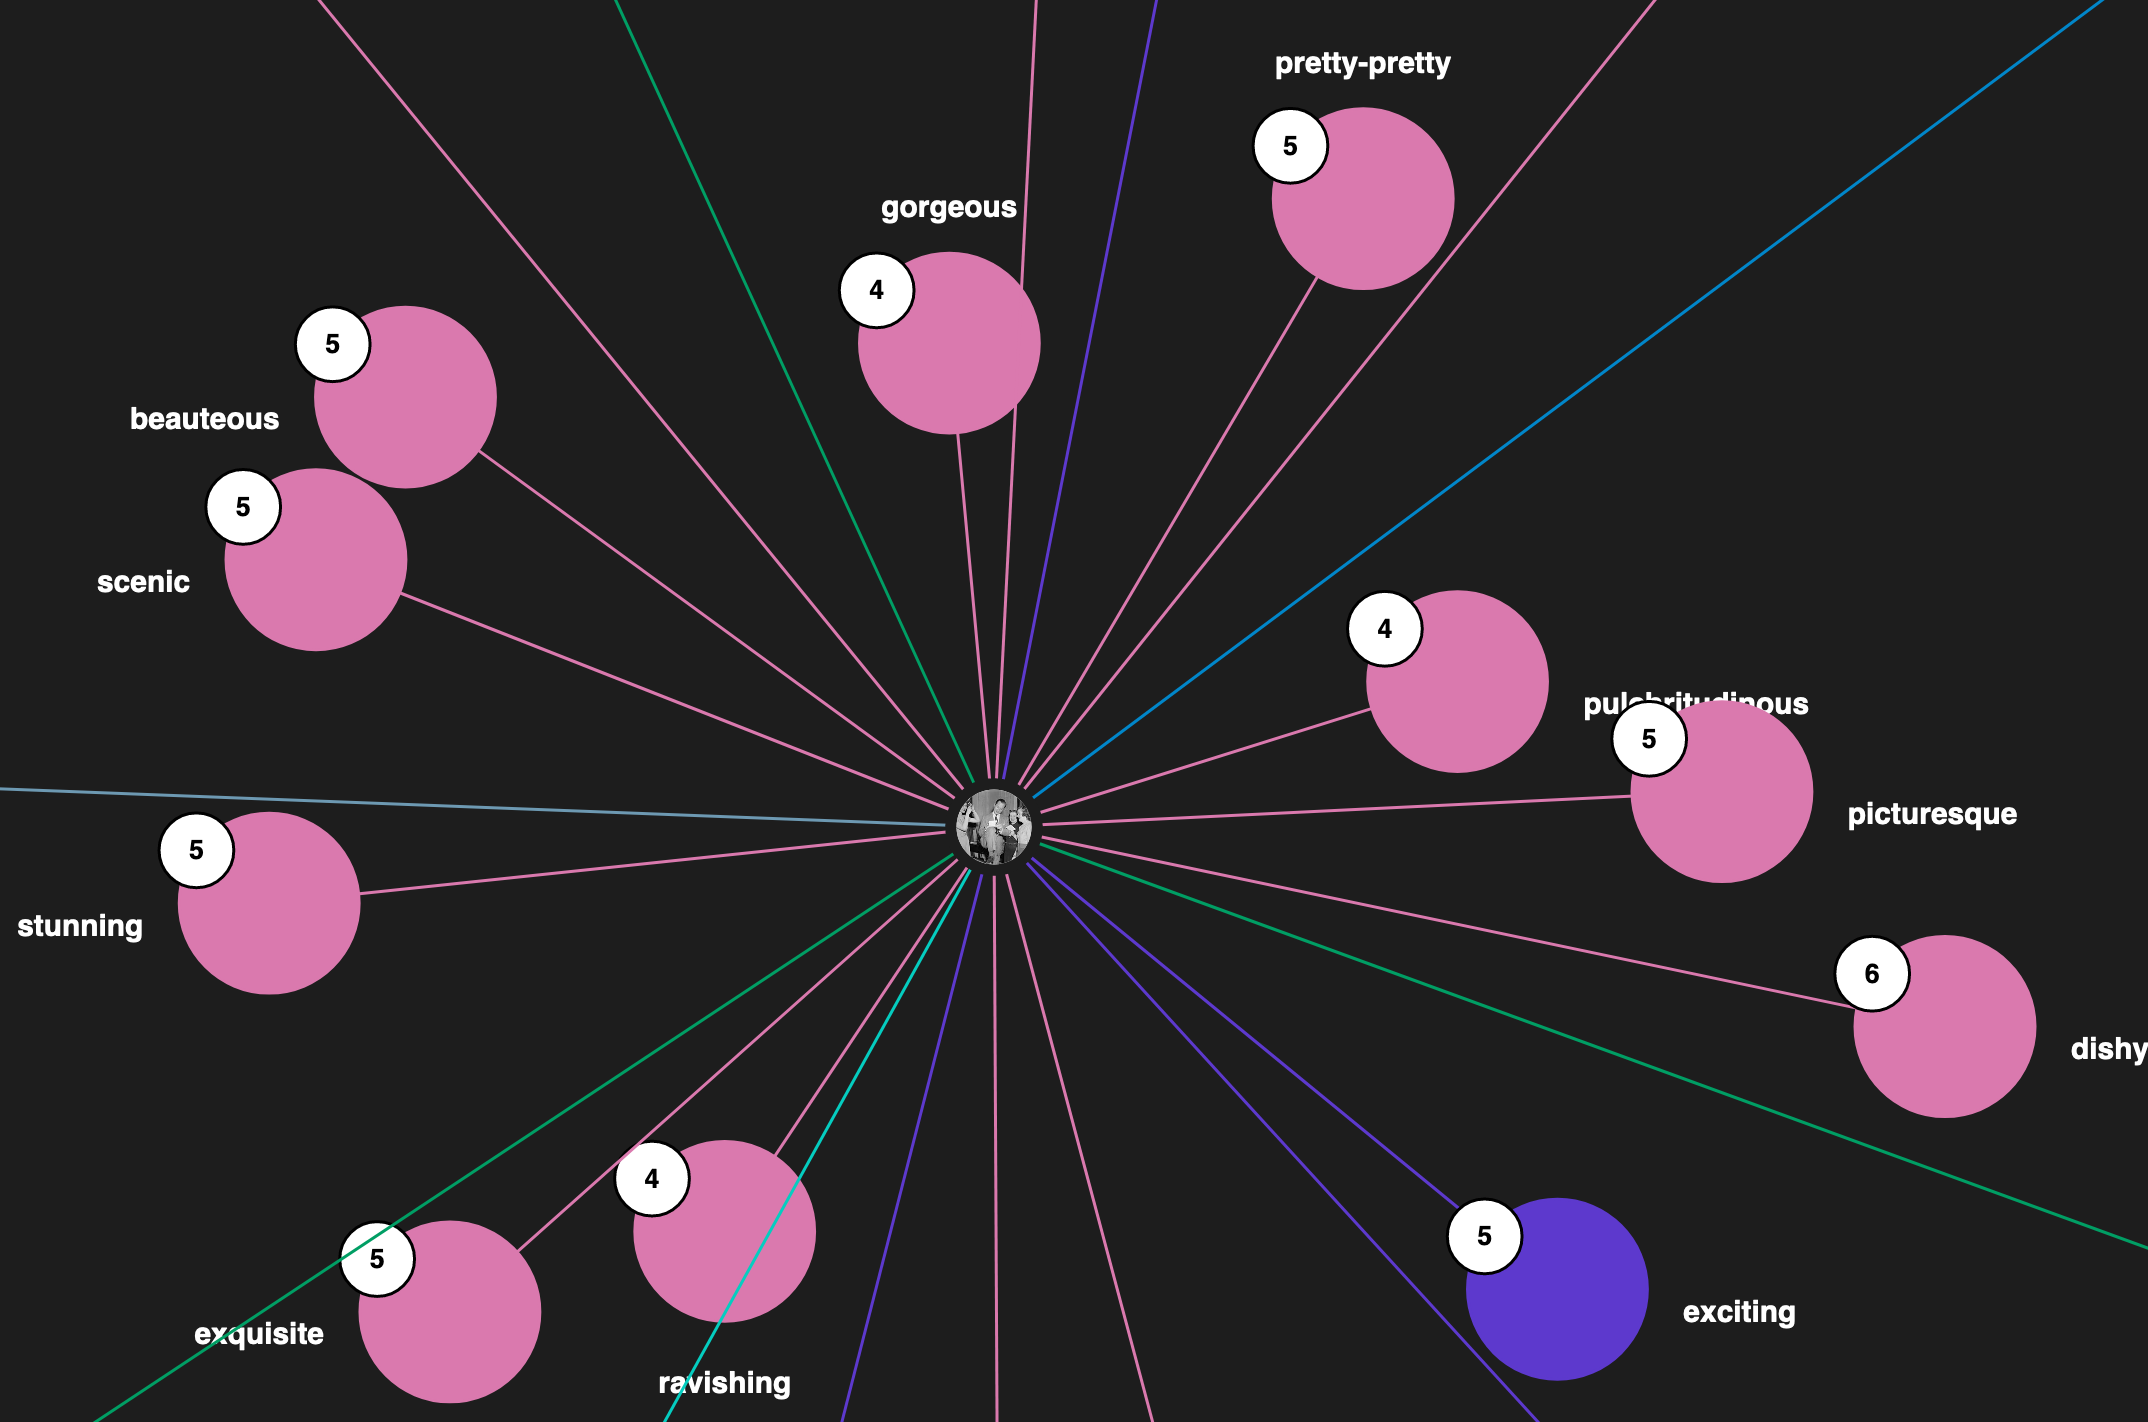 pretty-pretty
5
gorgeous
4
5
beauteous
5
scenic
4
pulchritudinous
5
picturesque
5
stunning
6
dishy
4
5
exciting
5
exquisite
ravishing